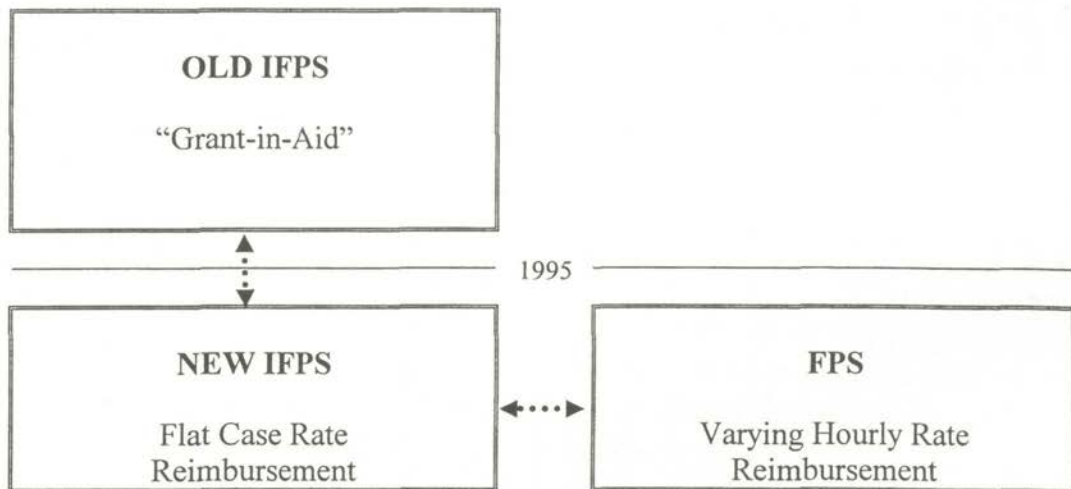 OLD IFPS
“Grant-in-Aid”
1995
NEW IFPS
Flat Case Rate
Reimbursement
FPS
Varying Hourly Rate
Reimbursement